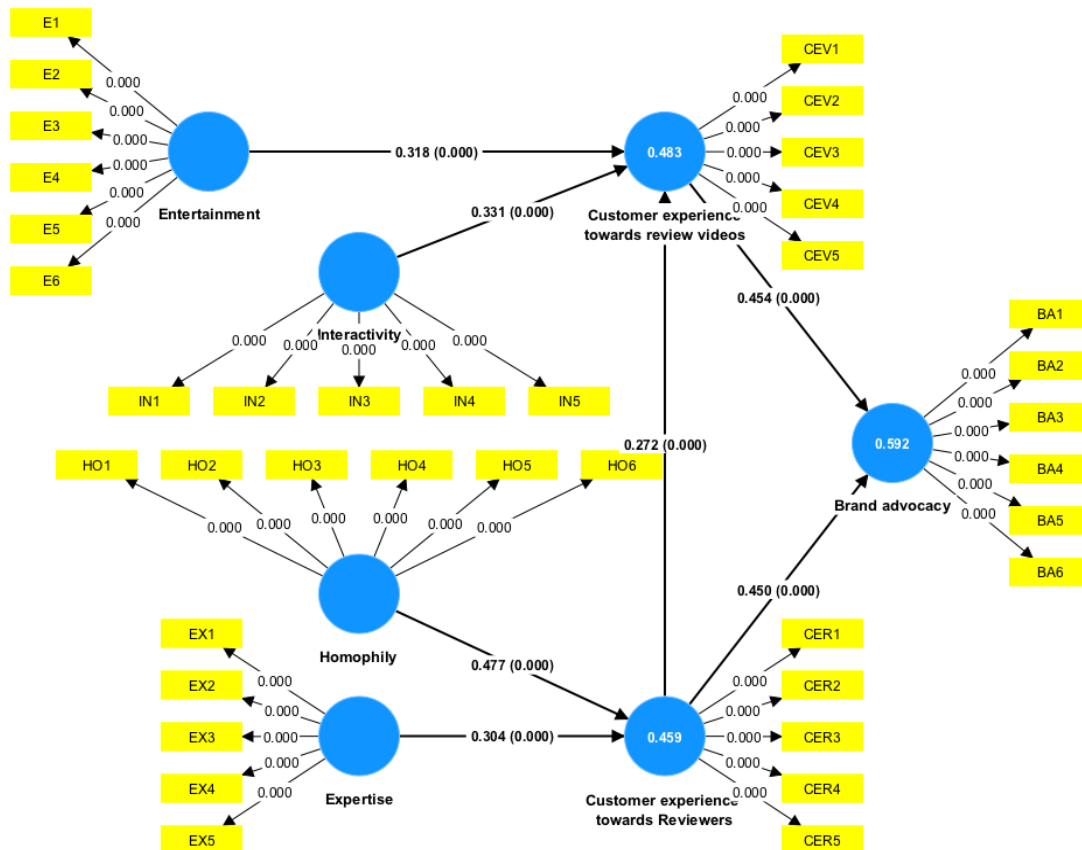 E1
E2
E3
E4
E5
E6
0.000
0.000
0.000
0.000
0.000
0.000
Entertainment
0.318 (0.000)
0.331 (0.000)
Interactivity
0.000
0.000
0.000
0.000
0.000
IN1
IN2
IN3
IN4
IN5
0.483
Customer experience
towards review videos
0.000
0.000
0.000
0.000
0.000
CEV1
CEV2
CEV3
CEV4
CEV5
0.454 (0.000)
0.272 (0.000)
0.592
Brand advocacy
0.000
0.000
0.000
0.000
0.000
0.000
BA1
BA2
BA3
BA4
BA5
BA6
HO1
HO2
HO3
HO4
HO5
HO6
0.000
0.000
0.000
0.000
0.000
0.000
Homophily
0.477 (0.000)
0.450 (0.000)
EX1
EX2
EX3
EX4
EX5
0.000
0.000
0.000
0.000
0.000
Expertise
0.304 (0.000)
0.459
Customer experience
towards Reviewers
0.000
0.000
0.000
0.000
0.000
CER1
CER2
CER3
CER4
CER5